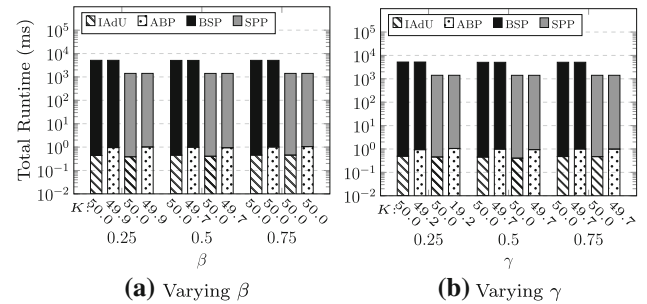 IAdU ABP BSP SPP
IAdU ABP BSP SPP
Total Runtime (ms)
10^5
10^4
10^3
10^2
10^1
10^0
10^-1
10^-2
K: 50.0 49.9 50.0 49.9 50.0 49.7 50.0 49.7 50.0 50.0 50.0 50.0
0.25 0.5 0.75
β
(a) Varying β
Total Runtime (ms)
10^5
10^4
10^3
10^2
10^1
10^0
10^-1
10^-2
K: 50.0 49.2 50.0 19.2 50.0 49.7 50.0 49.7 50.0 49.7 50.0 49.7
0.25 0.5 0.75
γ
(b) Varying γ